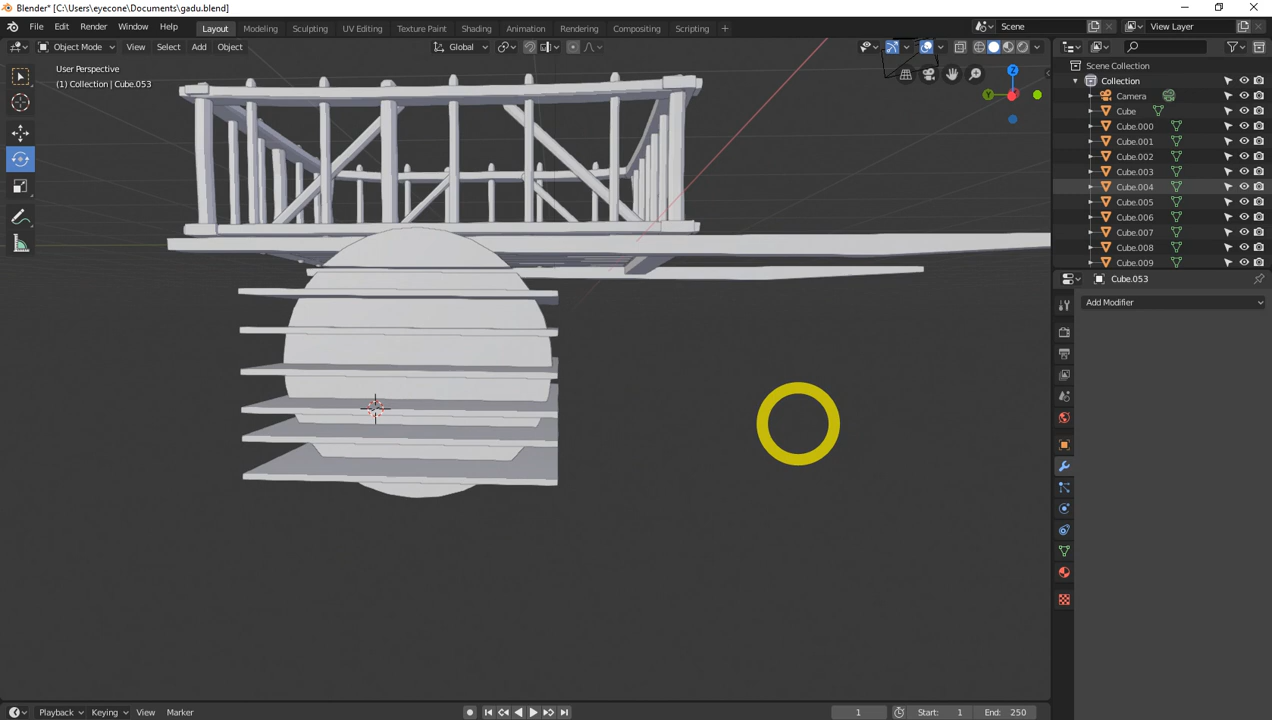 Blender* [C:\Users\eyecone\Documents\gadu.blend]
File Edit Render Window Help Layout Modeling Sculpting UV Editing Texture Paint Shading Animation Rendering Compositing Scripting + Scene View Layer
Object Mode View Select Add Object Global
User Perspective
(1) Collection | Cube.053
Z
Y
Scene Collection
Collection
Camera
Cube
Cube.000
Cube.001
Cube.002
Cube.003
Cube.004
Cube.005
Cube.006
Cube.007
Cube.008
Cube.009
Cube.053
Add Modifier
Playback Keying View Marker 1 Start: 1 End: 250